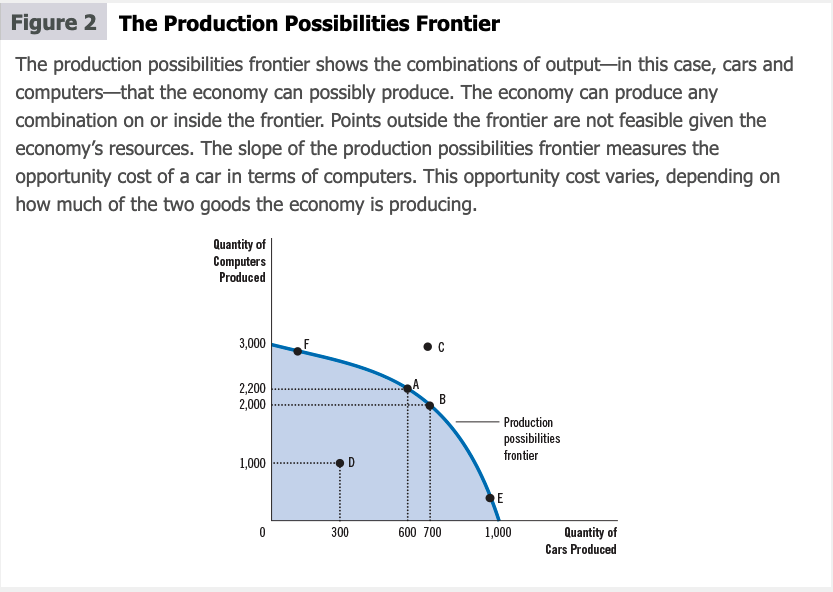 Figure 2 The Production Possibilities Frontier
The production possibilities frontier shows the combinations of output—in this case, cars and
computers—that the economy can possibly produce. The economy can produce any
combination on or inside the frontier. Points outside the frontier are not feasible given the
economy's resources. The slope of the production possibilities frontier measures the
opportunity cost of a car in terms of computers. This opportunity cost varies, depending on
how much of the two goods the economy is producing.
Quantity of
Computers
Produced
3,000
F
C
2,200
A
2,000
B
Production
possibilities
frontier
1,000
D
E
0
300
600
700
1,000
Quantity of
Cars Produced